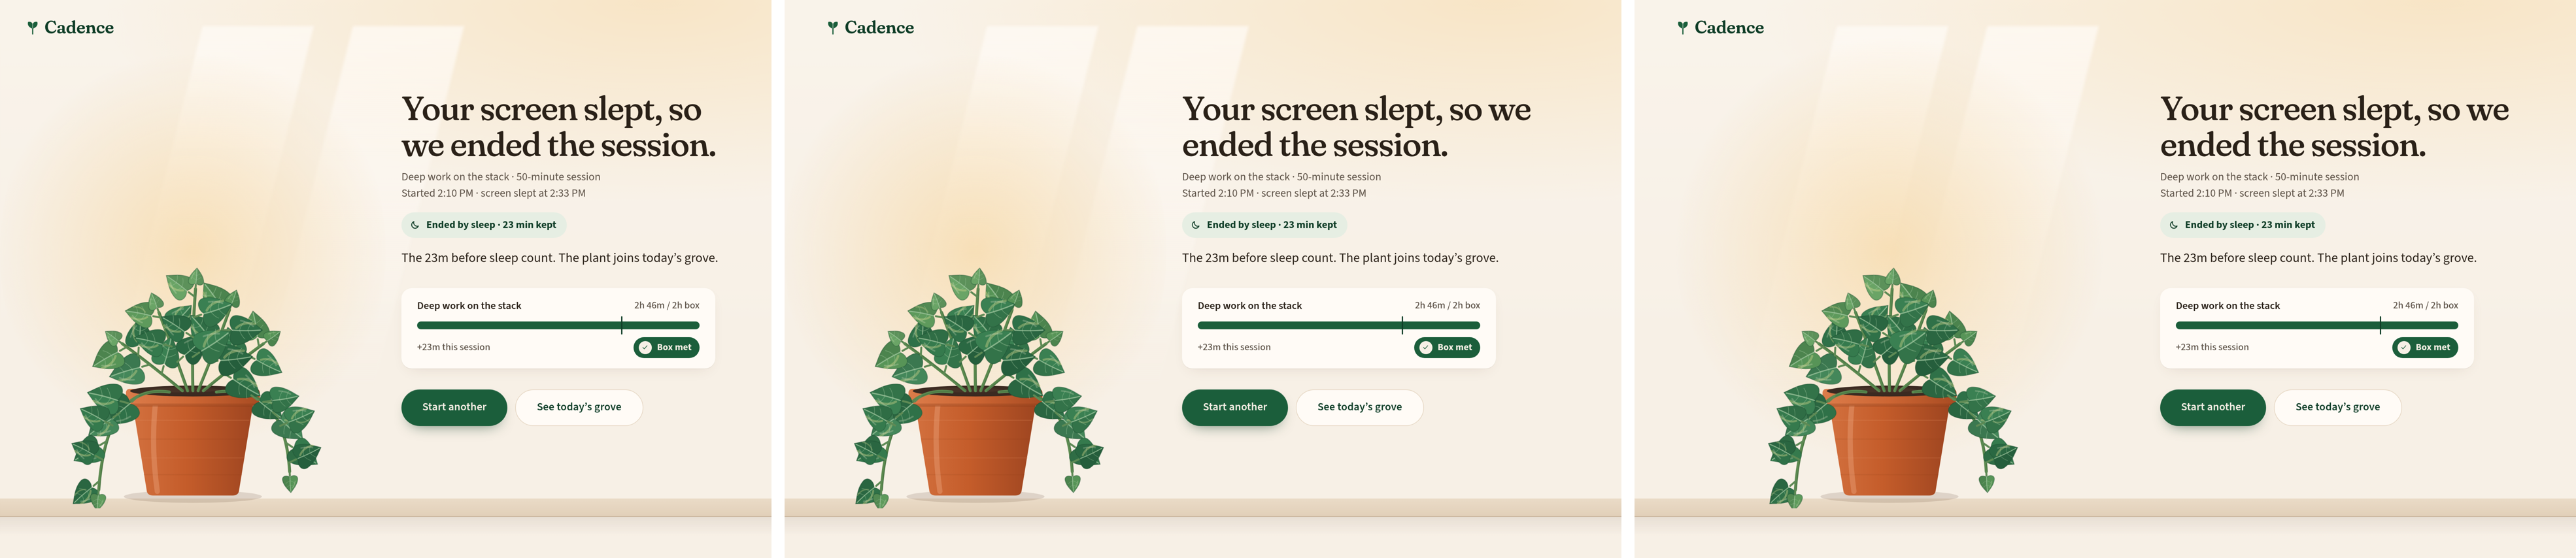 Cadence
Your screen slept, so
we ended the session.
Deep work on the stack · 50-minute session
Started 2:10 PM · screen slept at 2:33 PM
Ended by sleep · 23 min kept
The 23m before sleep count. The plant joins today’s grove.
Deep work on the stack
2h 46m / 2h box
+23m this session
Box met
Start another
See today’s grove
Cadence
Your screen slept, so we
ended the session.
Deep work on the stack · 50-minute session
Started 2:10 PM · screen slept at 2:33 PM
Ended by sleep · 23 min kept
The 23m before sleep count. The plant joins today’s grove.
Deep work on the stack
2h 46m / 2h box
+23m this session
Box met
Start another
See today’s grove
Cadence
Your screen slept, so we
ended the session.
Deep work on the stack · 50-minute session
Started 2:10 PM · screen slept at 2:33 PM
Ended by sleep · 23 min kept
The 23m before sleep count. The plant joins today’s grove.
Deep work on the stack
2h 46m / 2h box
+23m this session
Box met
Start another
See today’s grove